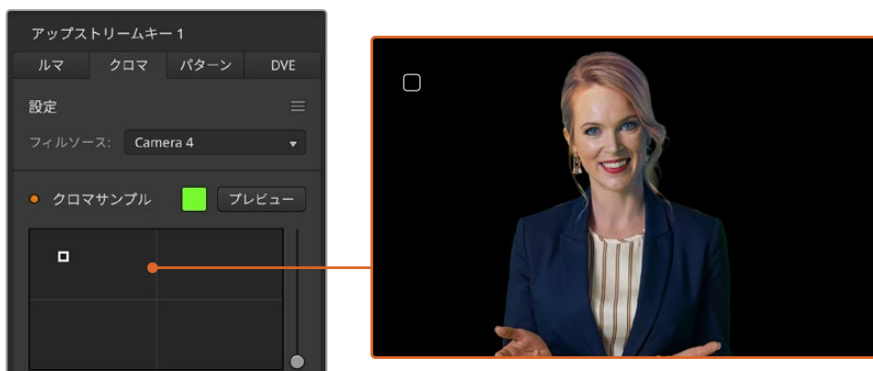 アップストリームキー 1
ルマ クロマ パターン DVE
設定
フィルソース: Camera 4
クロマサンプル プレビュー